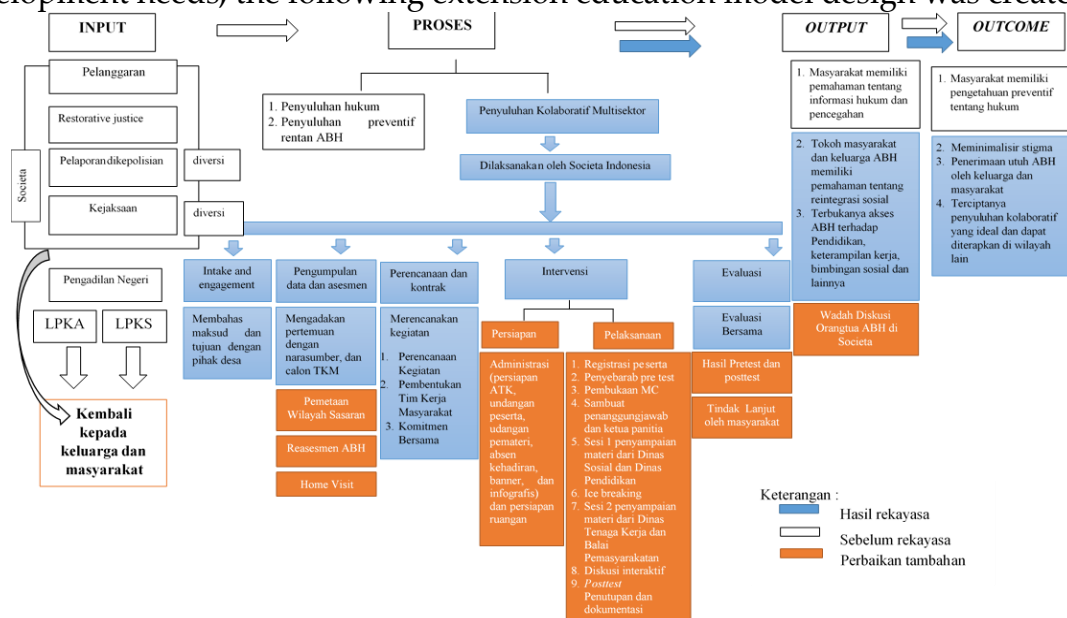 elopment needs, the following extension education model design was create
INPUT
PROSES
OUTPUT
OUTCOME
Societa
Pelanggaran
Restorative justice
Pelaporandikepolisian
diversi
Kejaksaan
diversi
Pengadilan Negeri
LPKA
LPKS
Kembali
kepada
keluarga dan
masyarakat
1. Penyuluhan hukum
2. Penyuluhan preventif
rentan ABH
Penyuluhan Kolaboratif Multisektor
Dilaksanakan oleh Societa Indonesia
Intake and
engagement
Membahas
maksud dan
tujuan dengan
pihak desa
Pengumpulan
data dan asesmen
Mengadakan
pertemuan
dengan
narasumber, dan
calon TKM
Pemetaan
Wilayah Sasaran
Reasesmen ABH
Home Visit
Perencanaan dan
kontrak
Merencanakan
kegiatan
1. Perencanaan
Kegiatan
2. Pembentukan
Tim Kerja
Masyarakat
3. Komitmen
Bersama
Intervensi
Persiapan
Administrasi
(persiapan
ATK,
undangan
peserta,
udangan
pemateri,
absen
kehadiran,
banner, dan
infografis)
dan persiapan
ruangan
Pelaksanaan
1. Registrasi peserta
2. Penyebarab pre test
3. Pembukaan MC
4. Sambuat
penanggungjawab
dan ketua panitia
5. Sesi 1 penyampaian
materi dari Dinas
Sosial dan Dinas
Pendidikan
6. Ice breaking
7. Sesi 2 penyampaian
materi dari Dinas
Tenaga Kerja dan
Balai
Pemasyarakatan
8. Diskusi interaktif
9. Posttest
Penutupan dan
dokumentasi
Evaluasi
Evaluasi
Bersama
Hasil Pretest dan
posttest
Tindak Lanjut
oleh masyarakat
1. Masyarakat memiliki
pemahaman tentang
informasi hukum dan
pencegahan
2. Tokoh masyarakat
dan keluarga ABH
memiliki
pemahaman tentang
reintegrasi sosial
3. Terbukanya akses
ABH terhadap
Pendidikan,
keterampilan kerja,
bimbingan sosial dan
lainnya
Wadah Diskusi
Orangtua ABH di
Societa
1. Masyarakat memiliki
pengetahuan preventif
tentang hukum
2. Meminimalisir stigma
3. Penerimaan utuh ABH
oleh keluarga dan
masyarakat
4. Terciptanya
penyuluhan kolaboratif
yang ideal dan dapat
diterapkan di wilayah
lain
Keterangan :
Hasil rekayasa
Sebelum rekayasa
Perbaikan tambahan